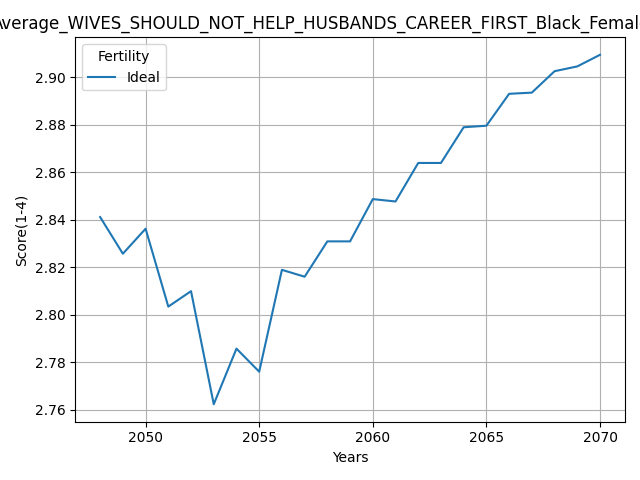 Average_WIVES_SHOULD_NOT_HELP_HUSBANDS_CAREER_FIRST_Black_Femal
Fertility
Ideal
Score(1-4)
2.90
2.88
2.86
2.84
2.82
2.80
2.78
2.76
2050 2055 2060 2065 2070
Years